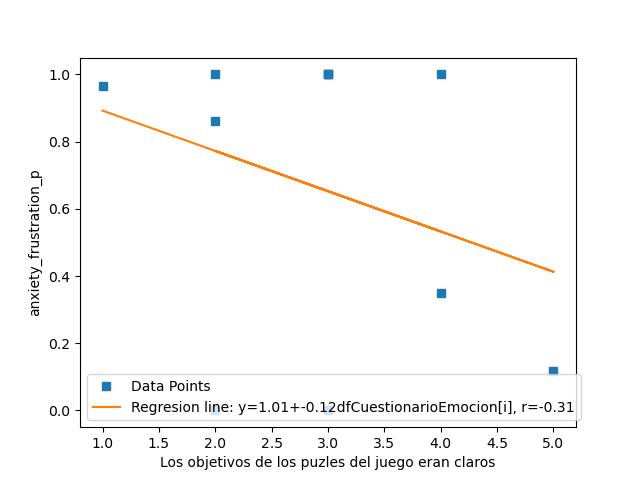 1.0
0.8
0.6
0.4
0.2
0.0
anxiety_frustration_p
Data Points
Regresion line: y=1.01+-0.12dfCuestionarioEmocion[i], r=-0.31
1.0 1.5 2.0 2.5 3.0 3.5 4.0 4.5 5.0
Los objetivos de los puzles del juego eran claros